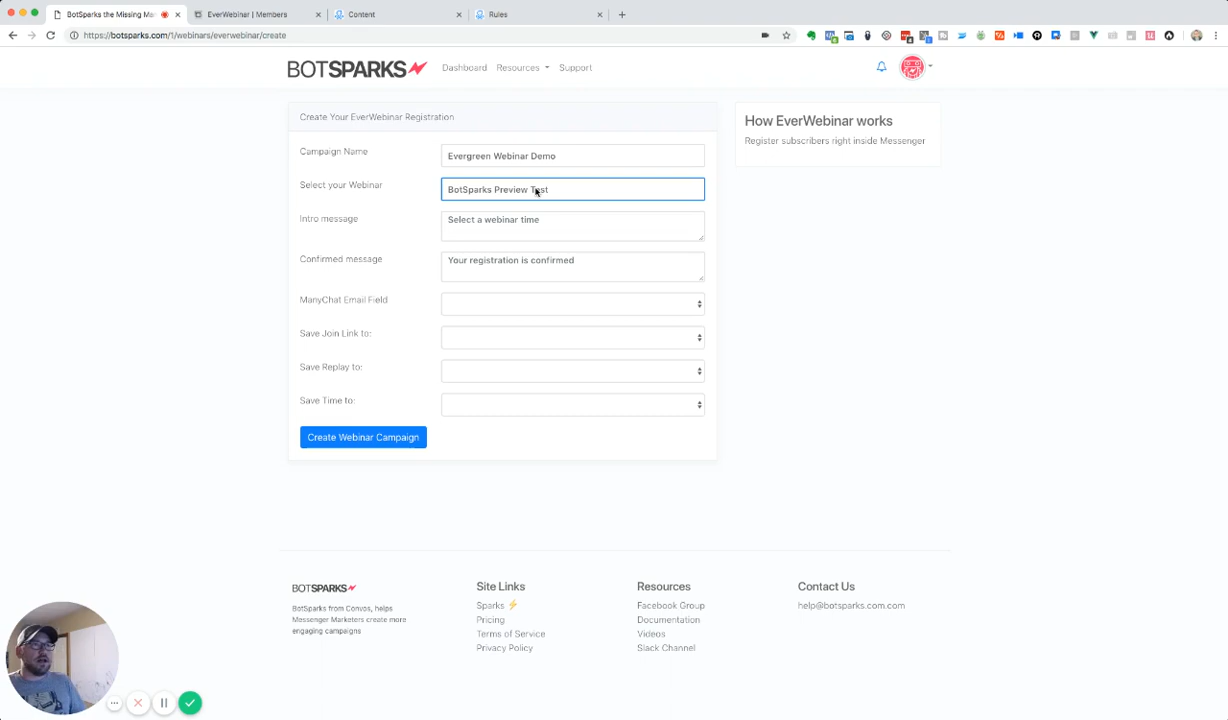 BotSparks the Missing Ma
EverWebinar | Members
Content
Rules
https://botsparks.com/1/webinars/everwebinar/create
BOTSPARKS
Dashboard
Resources
Support
Create Your EverWebinar Registration
Campaign Name
Evergreen Webinar Demo
Select your Webinar
BotSparks Preview Test
Intro message
Select a webinar time
Confirmed message
Your registration is confirmed
ManyChat Email Field
Save Join Link to:
Save Replay to:
Save Time to:
Create Webinar Campaign
How EverWebinar works
Register subscribers right inside Messenger
BOTSPARKS
BotSparks from Convos, helps
Messenger Marketers create more
engaging campaigns
Site Links
Sparks ⚡
Pricing
Terms of Service
Privacy Policy
Resources
Facebook Group
Documentation
Videos
Slack Channel
Contact Us
help@botsparks.com.com